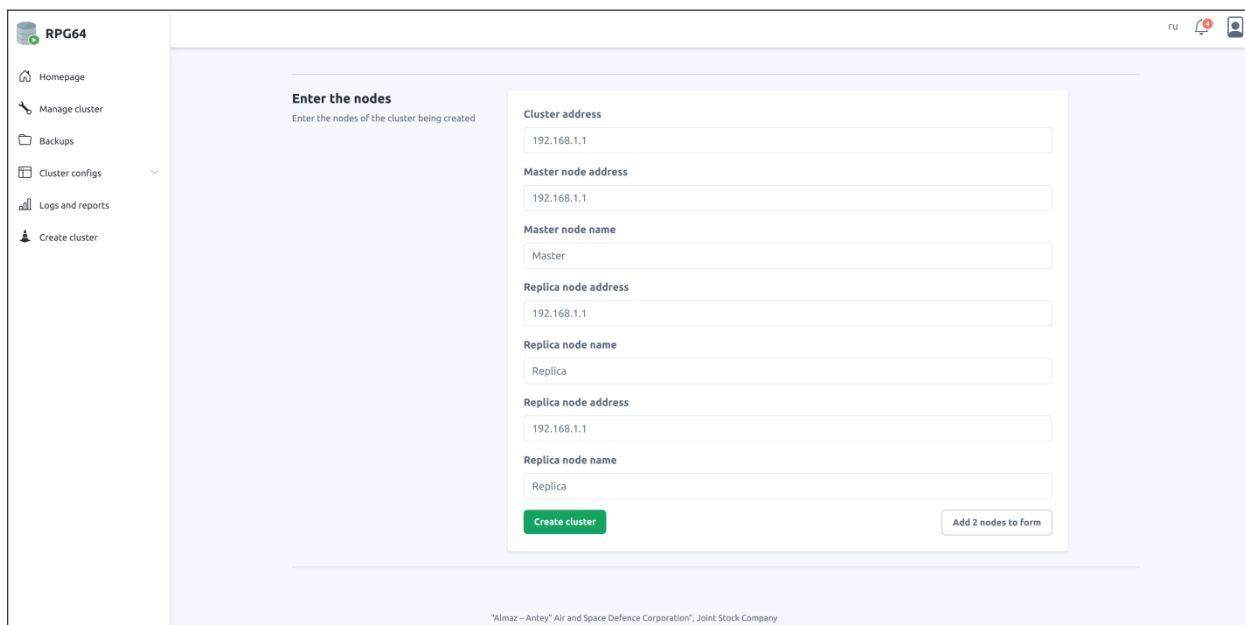 RPG64
ru
4
Homepage
Manage cluster
Backups
Cluster configs
Logs and reports
Create cluster
Enter the nodes
Enter the nodes of the cluster being created
Cluster address
192.168.1.1
Master node address
192.168.1.1
Master node name
Master
Replica node address
192.168.1.1
Replica node name
Replica
Replica node address
192.168.1.1
Replica node name
Replica
Create cluster
Add 2 nodes to form
"Almaz – Antey" Air and Space Defence Corporation", Joint Stock Company